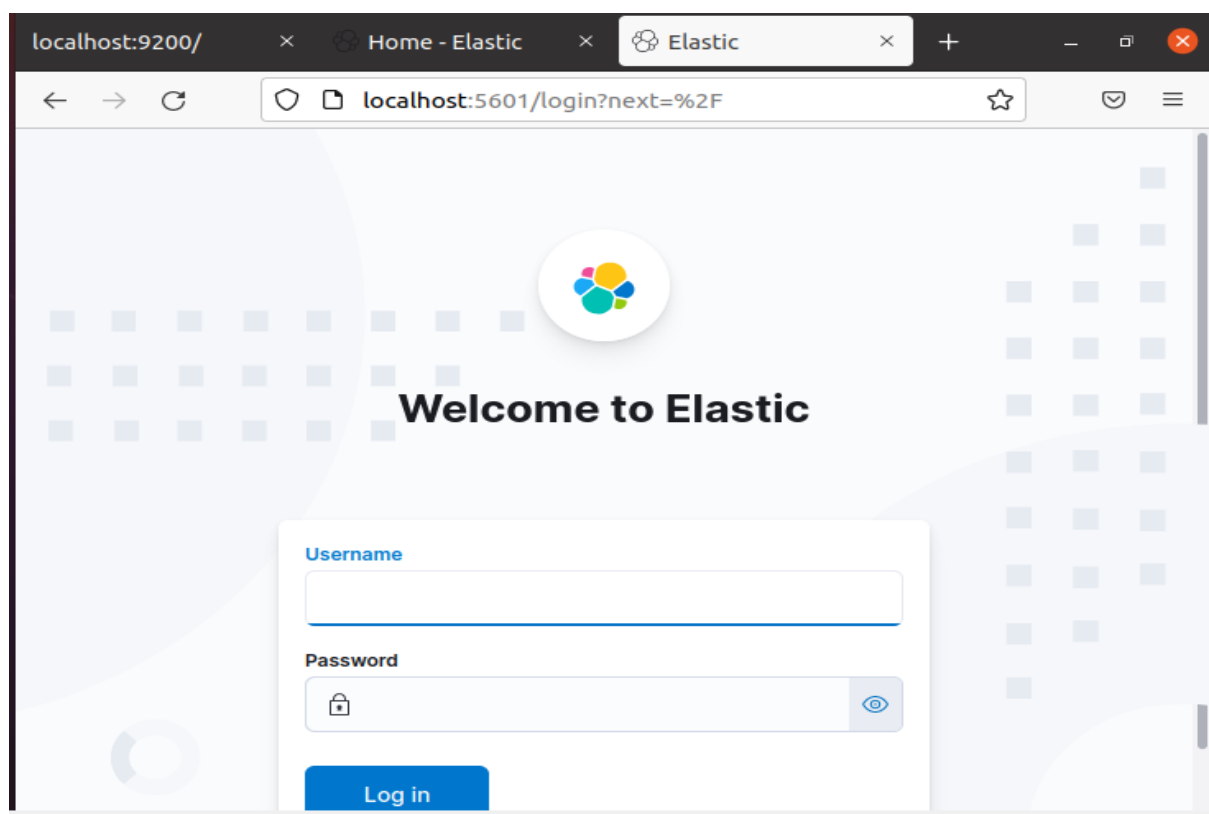 localhost:9200/ Home - Elastic Elastic
localhost:5601/login?next=%2F
Welcome to Elastic
Username
Password
Log in